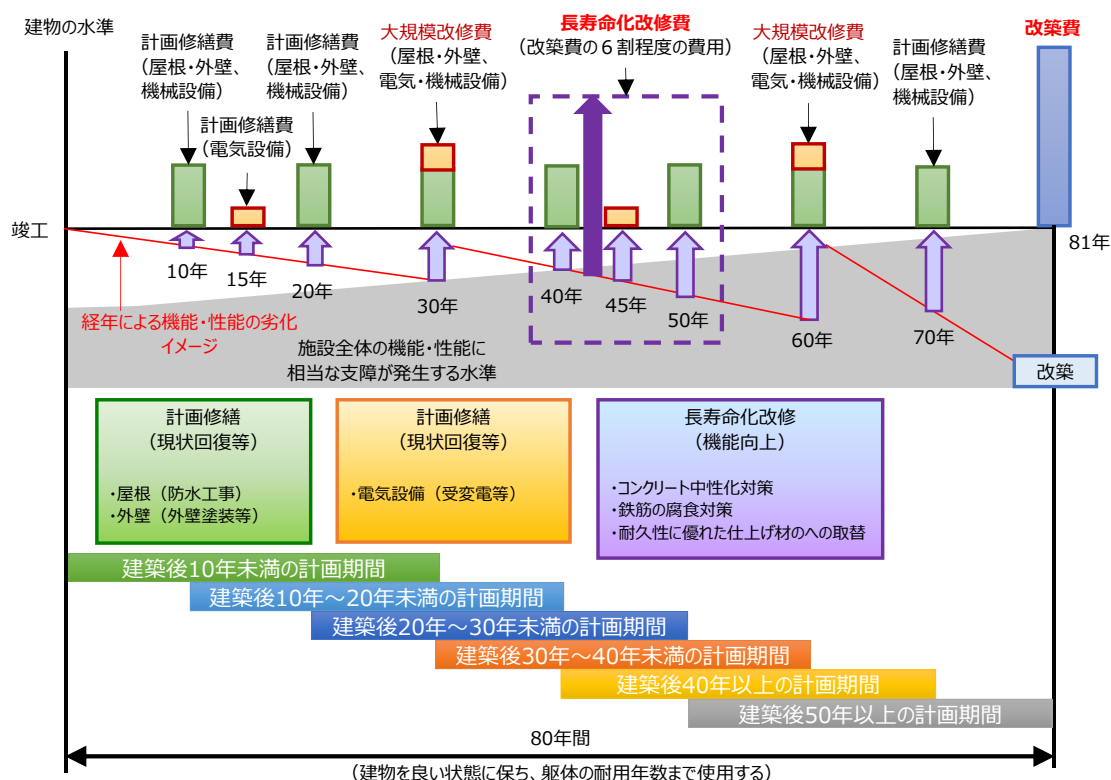 建物の水準
計画修繕費
(屋根・外壁、
機械設備)
計画修繕費
(屋根・外壁、
機械設備)
大規模改修費
(屋根・外壁、
電気・機械設備)
長寿命化改修費
(改築費の6割程度の費用)
大規模改修費
(屋根・外壁、
電気・機械設備)
計画修繕費
(屋根・外壁、
機械設備)
改築費
計画修繕費
(電気設備)
竣工
81年
10年
15年
20年
30年
40年
45年
50年
60年
70年
経年による機能・性能の劣化
イメージ
施設全体の機能・性能に
相当な支障が発生する水準
改築
計画修繕
(現状回復等)
・屋根(防水工事)
・外壁(外壁塗装等)
計画修繕
(現状回復等)
・電気設備(受変電等)
長寿命化改修
(機能向上)
・コンクリート中性化対策
・鉄筋の腐食対策
・耐久性に優れた仕上げ材のへの取替
建築後10年未満の計画期間
建築後10年~20年未満の計画期間
建築後20年~30年未満の計画期間
建築後30年~40年未満の計画期間
建築後40年以上の計画期間
建築後50年以上の計画期間
80年間
(建物を良い状態に保ち、躯体の耐用年数まで使用する)